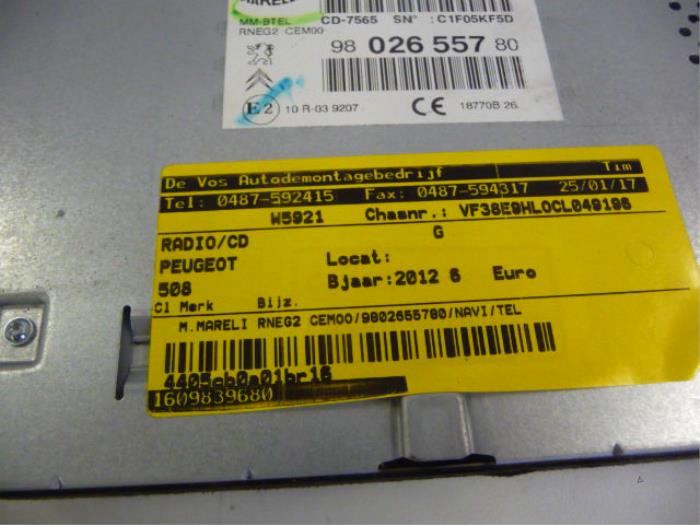 MARELI
MM-BTEL CD-7565 SN° :C1F05KF5D
RNEG2 CEM00
98 026 557 80
E2 10 R-03 9207 CE 18770B 26
De Vos Autodemontagebedrijf Tim
Tel: 0487-592415 Fax: 0487-594317 25/01/17
W5921 Chasnr.: VF38E9HL0CL049196
RADIO/CD G
PEUGEOT Locat:
508 Bjaar:2012 6 Euro
Cl Merk Bijz.
M.MARELI RNEG2 CEM00/9802655780/NAVI/TEL
4405cb0a01br16
1609839680